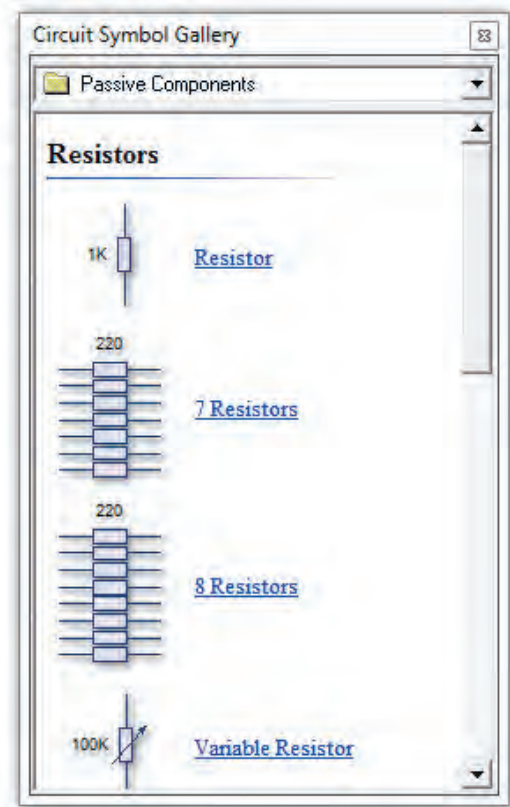 Circuit Symbol Gallery
Passive Components
Resistors
1K
Resistor
220
7 Resistors
220
8 Resistors
100K
Variable Resistor